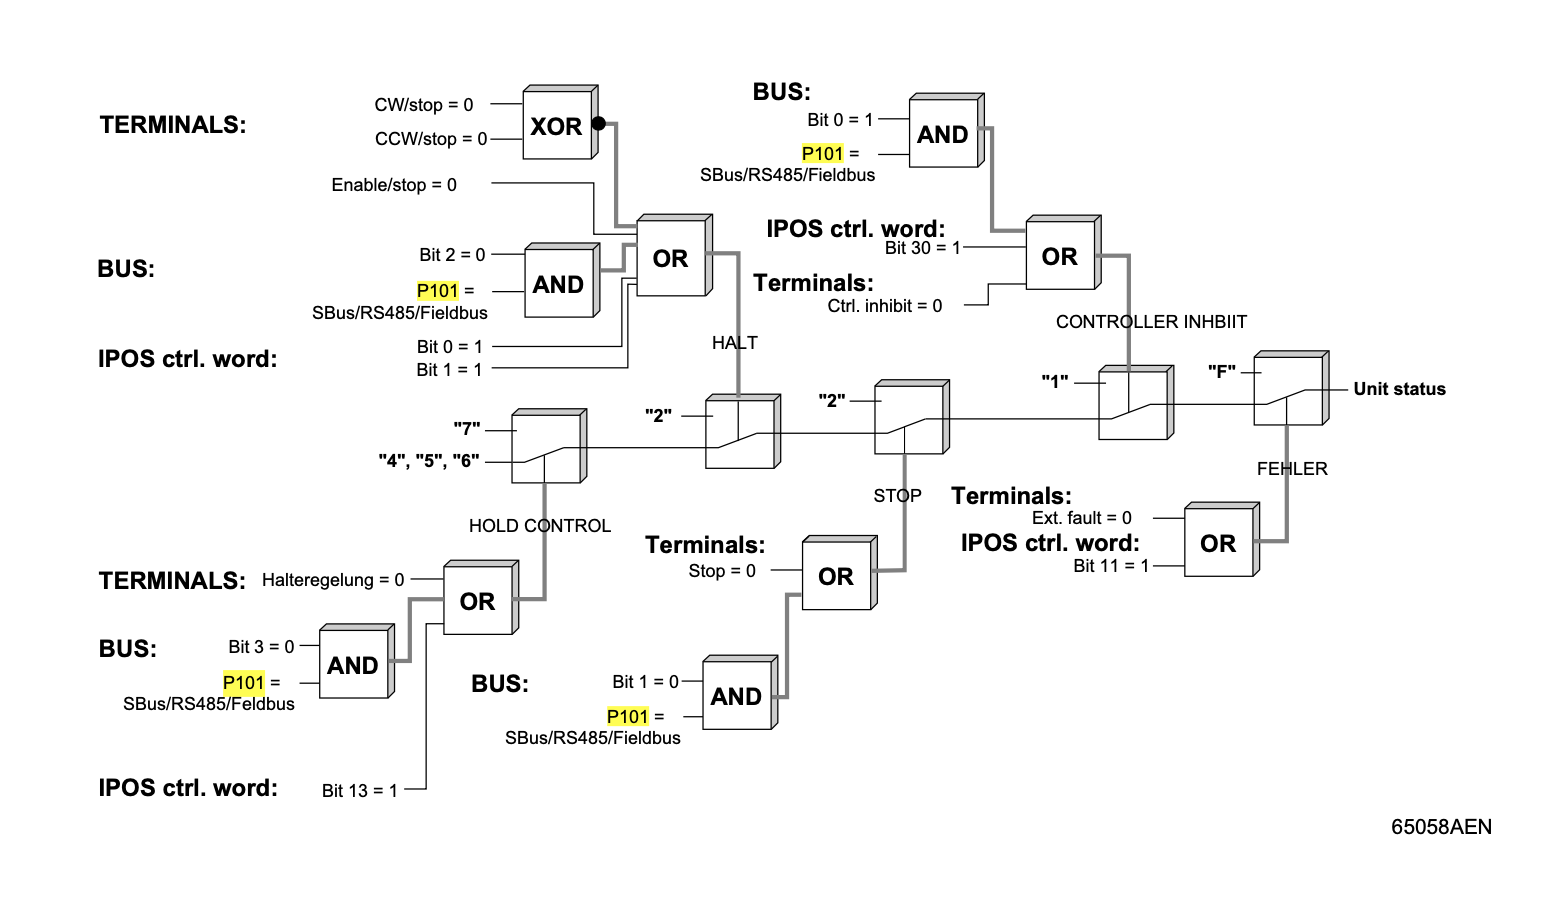 BUS:
CW/stop = 0
TERMINALS:
XOR
CCW/stop = 0
Bit 0 = 1
AND
P101 =
SBus/RS485/Fieldbus
Enable/stop = 0
IPOS ctrl. word:
Bit 30 = 1
Bit 2 = 0
BUS:
AND
OR
OR
P101 =
SBus/RS485/Fieldbus
Terminals:
Ctrl. inhibit = 0
CONTROLLER INHBIIT
IPOS ctrl. word:
Bit 0 = 1
Bit 1 = 1
HALT
"7"
"4", "5", "6"
"2"
"2"
"1"
"F"
Unit status
HOLD CONTROL
STOP
FEHLER
Terminals:
Ext. fault = 0
IPOS ctrl. word:
Bit 11 = 1
OR
Terminals:
Stop = 0
OR
TERMINALS:
Halteregelung = 0
OR
BUS:
Bit 3 = 0
AND
P101 =
SBus/RS485/Feldbus
BUS:
Bit 1 = 0
AND
P101 =
SBus/RS485/Fieldbus
IPOS ctrl. word:
Bit 13 = 1
65058AEN